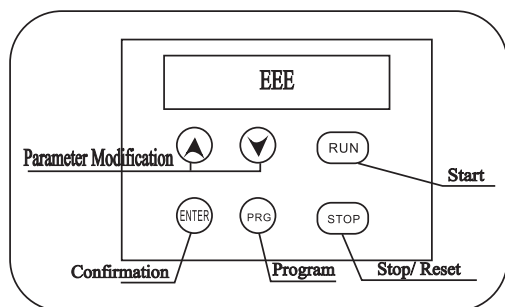 EEE
Parameter Modification
RUN
Start
ENTER
PRG
STOP
Confirmation
Program
Stop/ Reset